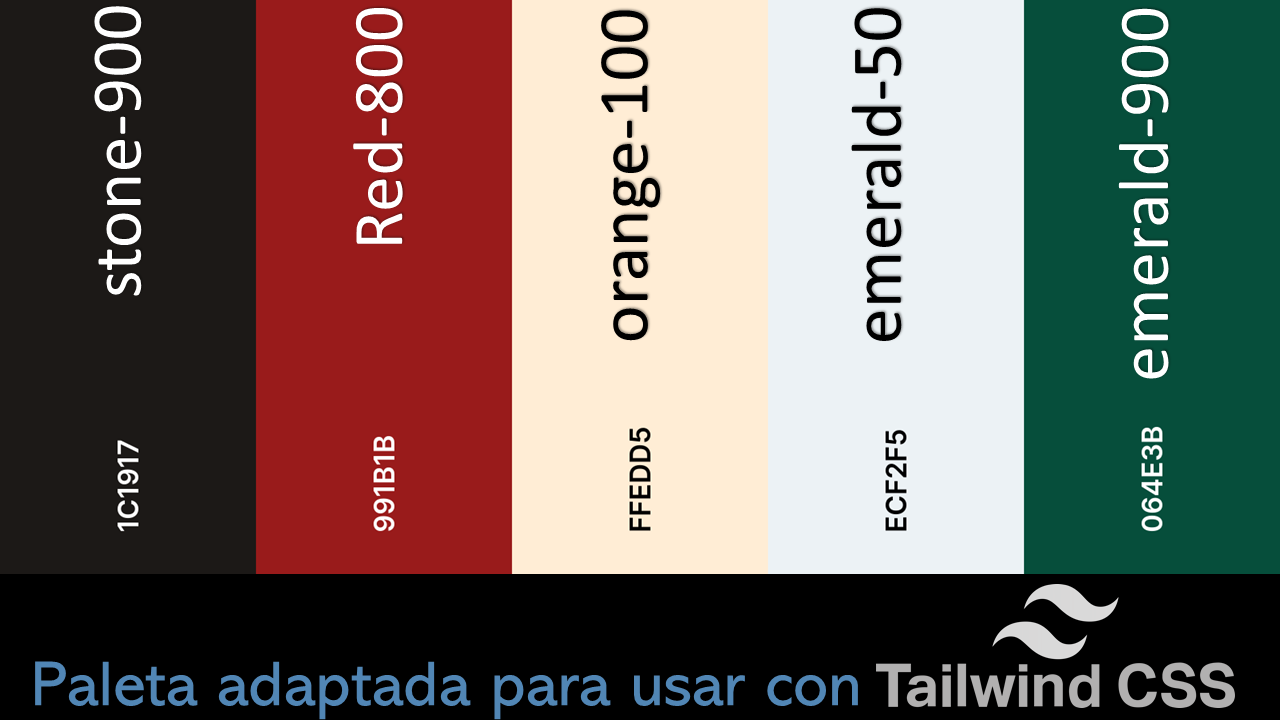 stone-900
1C1917
Red-800
991B1B
orange-100
FFEDD5
emerald-50
ECF2F5
emerald-900
064E3B
Paleta adaptada para usar con Tailwind CSS